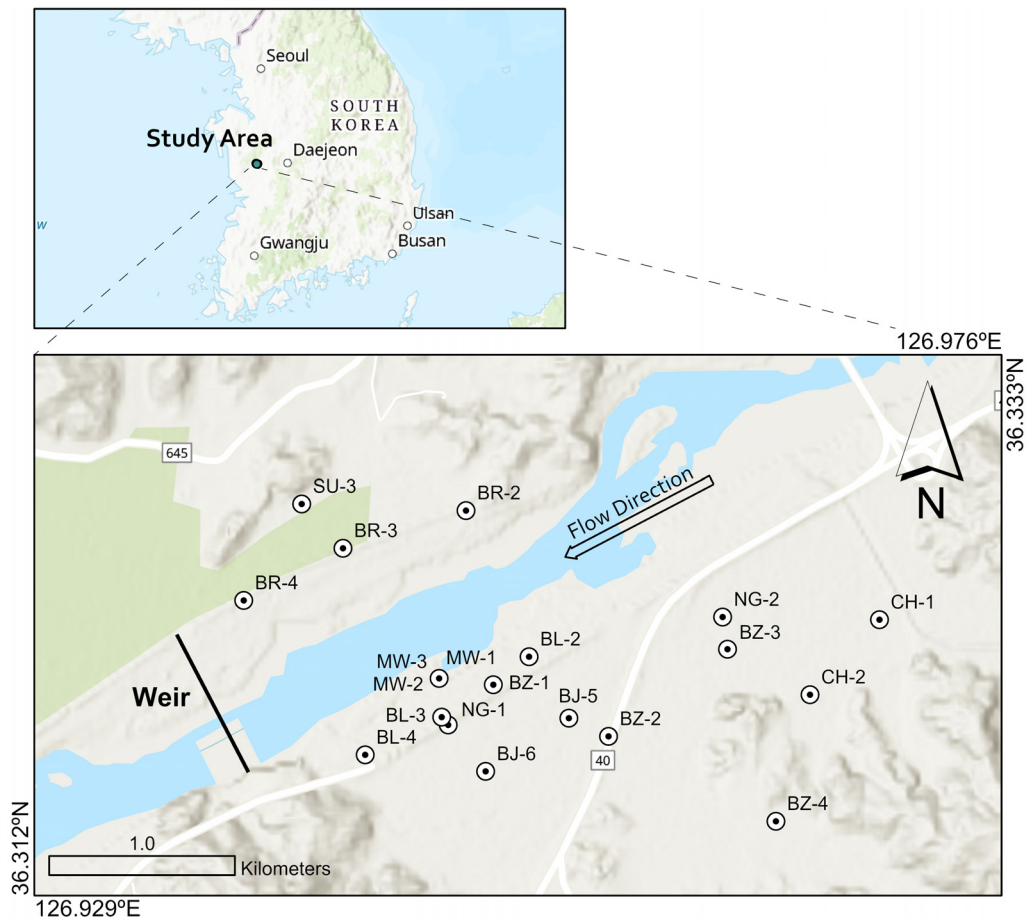 Seoul
SOUTH
KOREA
Study Area
Daejeon
w
Ulsan
Busan
Gwangju
126.976ºE
36.333ºN
645
SU-3
BR-2
Flow Direction
N
BR-3
BR-4
NG-2
CH-1
BZ-3
BL-2
MW-3
MW-1
MW-2
BZ-1
CH-2
Weir
BJ-5
BL-3
NG-1
BZ-2
BL-4
BJ-6
40
BZ-4
36.312ºN
1.0
Kilometers
126.929ºE